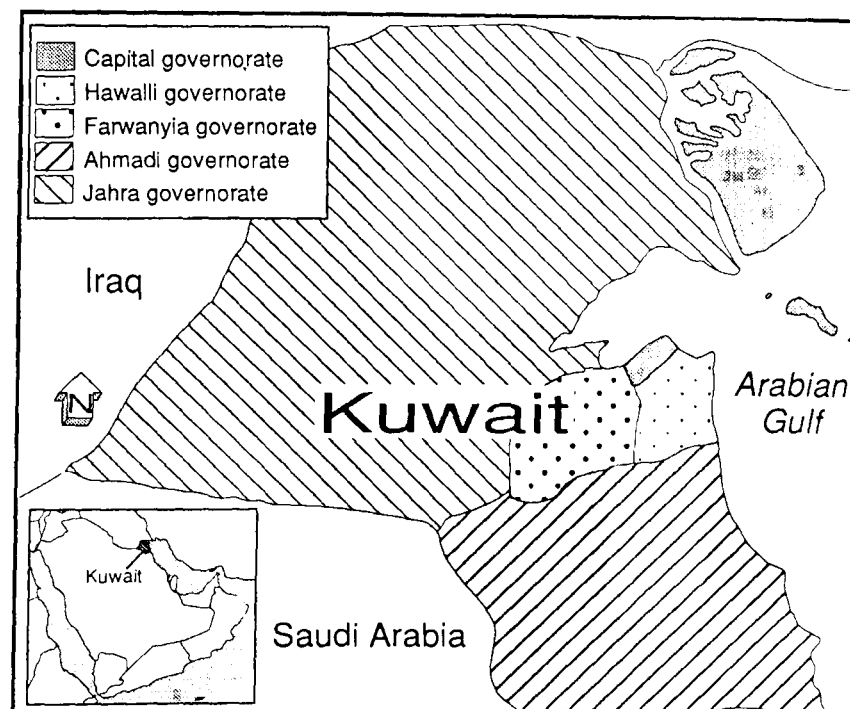 Capital governorate
Hawalli governorate
Farwanyia governorate
Ahmadi governorate
Jahra governorate
Iraq
N
Kuwait
Arabian
Gulf
Kuwait
Saudi Arabia